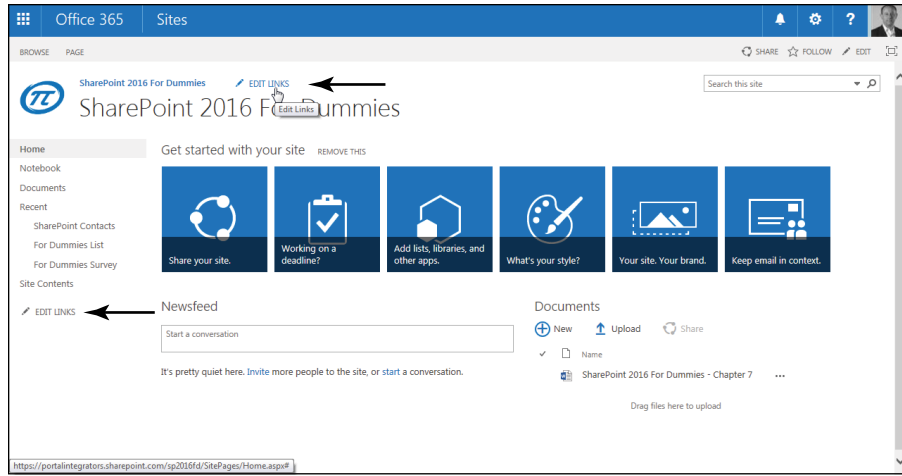 Office 365
Sites
?
BROWSE PAGE
SHARE FOLLOW EDIT
SharePoint 2016 For Dummies
EDIT LINKS
Search this site
SharePoint 2016 For Dummies
Edit Links
Home
Notebook
Documents
Recent
SharePoint Contacts
For Dummies List
For Dummies Survey
Site Contents
EDIT LINKS
Get started with your site REMOVE THIS
Share your site.
Working on a
deadline?
Add lists, libraries, and
other apps.
What's your style?
Your site. Your brand.
Keep email in context.
Newsfeed
Start a conversation
It's pretty quiet here. Invite more people to the site, or start a conversation.
Documents
New Upload Share
Name
SharePoint 2016 For Dummies - Chapter 7 ...
Drag files here to upload
https://portalintegrators.sharepoint.com/sp2016fd/SitePages/Home.aspx#